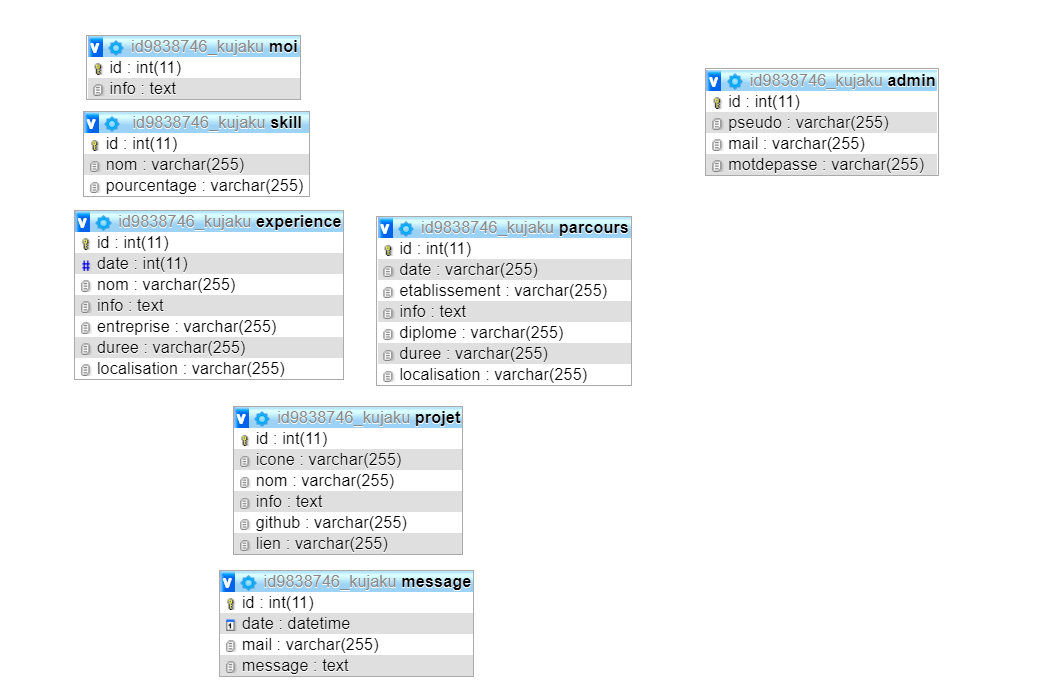 id9838746_kujaku moi
id : int(11)
info : text
id9838746_kujaku skill
id : int(11)
nom : varchar(255)
pourcentage : varchar(255)
id9838746_kujaku experience
id : int(11)
date : int(11)
nom : varchar(255)
info : text
entreprise : varchar(255)
duree : varchar(255)
localisation : varchar(255)
id9838746_kujaku parcours
id : int(11)
date : varchar(255)
etablissement : varchar(255)
info : text
diplome : varchar(255)
duree : varchar(255)
localisation : varchar(255)
id9838746_kujaku projet
id : int(11)
icone : varchar(255)
nom : varchar(255)
info : text
github : varchar(255)
lien : varchar(255)
id9838746_kujaku message
id : int(11)
date : datetime
mail : varchar(255)
message : text
id9838746_kujaku admin
id : int(11)
pseudo : varchar(255)
mail : varchar(255)
motdepasse : varchar(255)